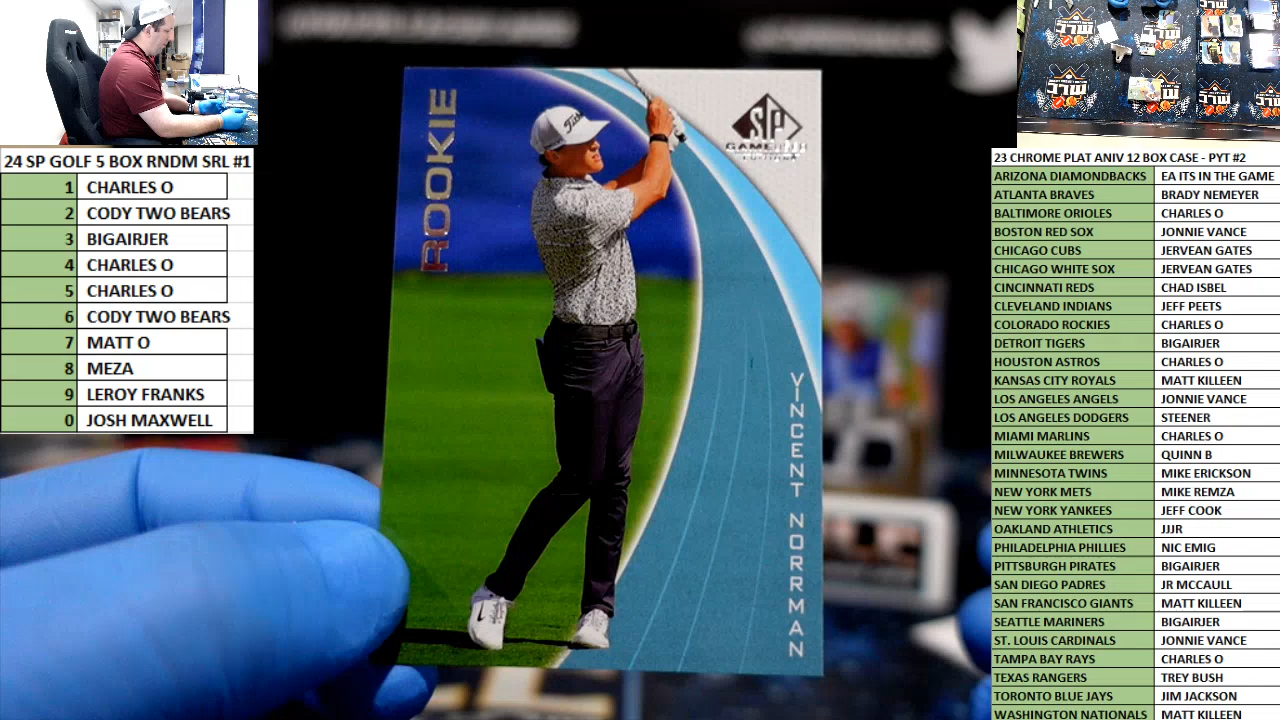 24 SP GOLF 5 BOX RNDM SRL #1
1 CHARLES O
2 CODY TWO BEARS
3 BIGAIRJER
4 CHARLES O
5 CHARLES O
6 CODY TWO BEARS
7 MATT O
8 MEZA
9 LEROY FRANKS
0 JOSH MAXWELL
ROOKIE
Titleist
SP
GAME USED
EDITION
VINCENT NORRMAN
23 CHROME PLAT ANIV 12 BOX CASE - PYT #2
ARIZONA DIAMONDBACKS EA ITS IN THE GAME
ATLANTA BRAVES BRADY NEMEYER
BALTIMORE ORIOLES CHARLES O
BOSTON RED SOX JONNIE VANCE
CHICAGO CUBS JERVEAN GATES
CHICAGO WHITE SOX JERVEAN GATES
CINCINNATI REDS CHAD ISBEL
CLEVELAND INDIANS JEFF PEETS
COLORADO ROCKIES CHARLES O
DETROIT TIGERS BIGAIRJER
HOUSTON ASTROS CHARLES O
KANSAS CITY ROYALS MATT KILLEEN
LOS ANGELES ANGELS JONNIE VANCE
LOS ANGELES DODGERS STEENER
MIAMI MARLINS CHARLES O
MILWAUKEE BREWERS QUINN B
MINNESOTA TWINS MIKE ERICKSON
NEW YORK METS MIKE REMZA
NEW YORK YANKEES JEFF COOK
OAKLAND ATHLETICS JJJR
PHILADELPHIA PHILLIES NIC EMIG
PITTSBURGH PIRATES BIGAIRJER
SAN DIEGO PADRES JR MCCAULL
SAN FRANCISCO GIANTS MATT KILLEEN
SEATTLE MARINERS BIGAIRJER
ST. LOUIS CARDINALS JONNIE VANCE
TAMPA BAY RAYS CHARLES O
TEXAS RANGERS TREY BUSH
TORONTO BLUE JAYS JIM JACKSON
WASHINGTON NATIONALS MATT KILLEEN